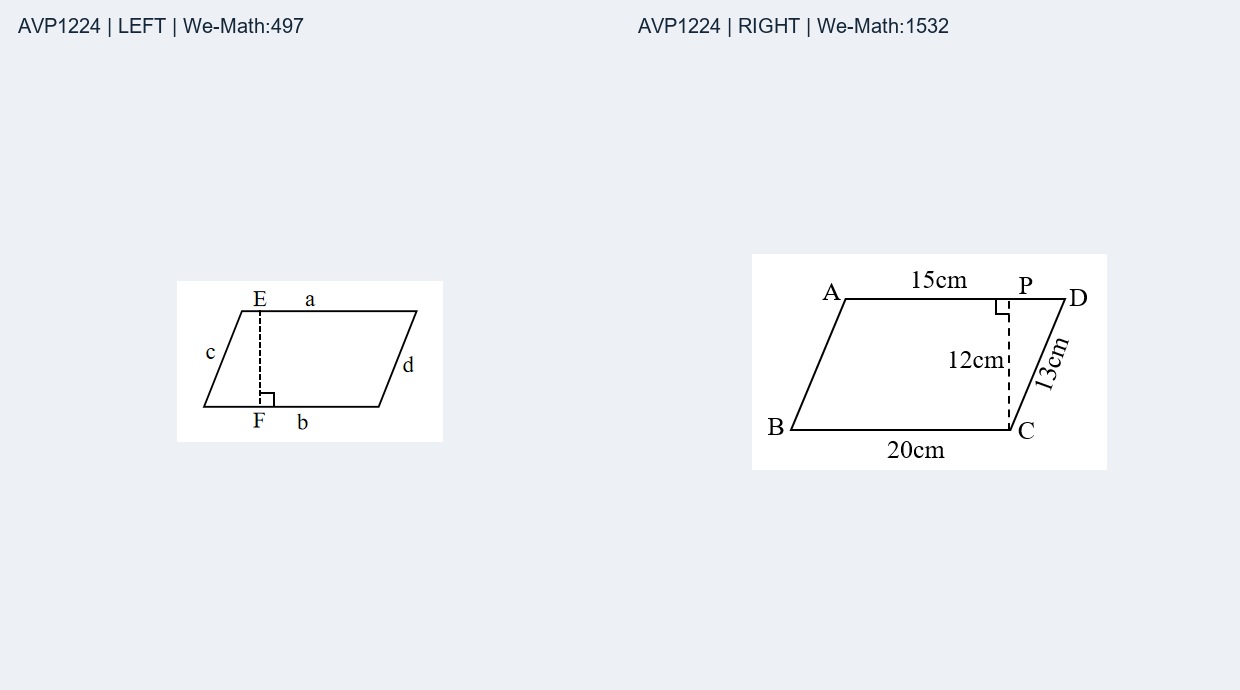 AVP1224 | LEFT | We-Math:497
E a
c
d
F b
AVP1224 | RIGHT | We-Math:1532
15cm
A P D
12cm
13cm
B C
20cm